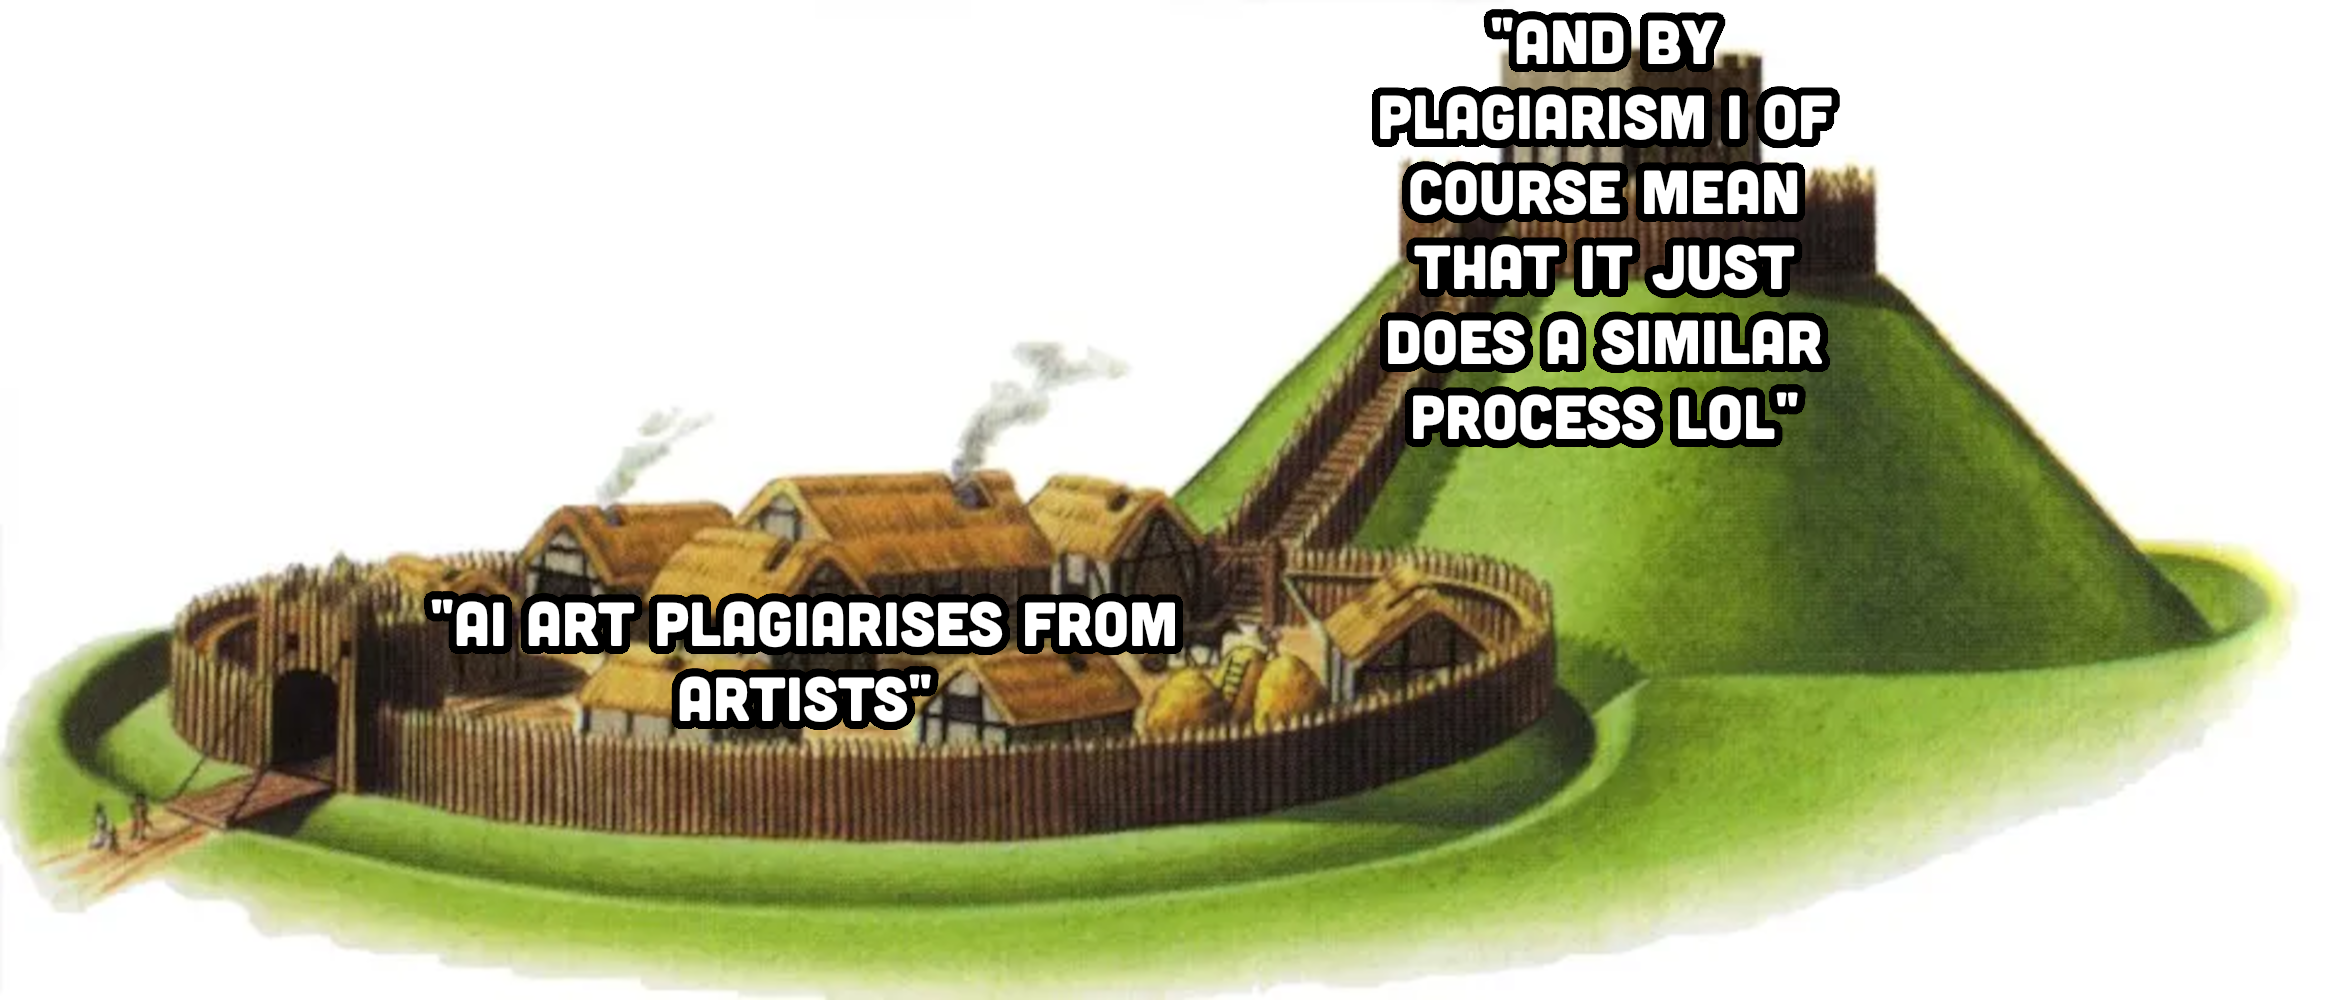 "AND BY
PLAGIARISM I OF
COURSE MEAN
THAT IT JUST
DOES A SIMILAR
PROCESS LOL"
"AI ART PLAGIARISES FROM
ARTISTS"